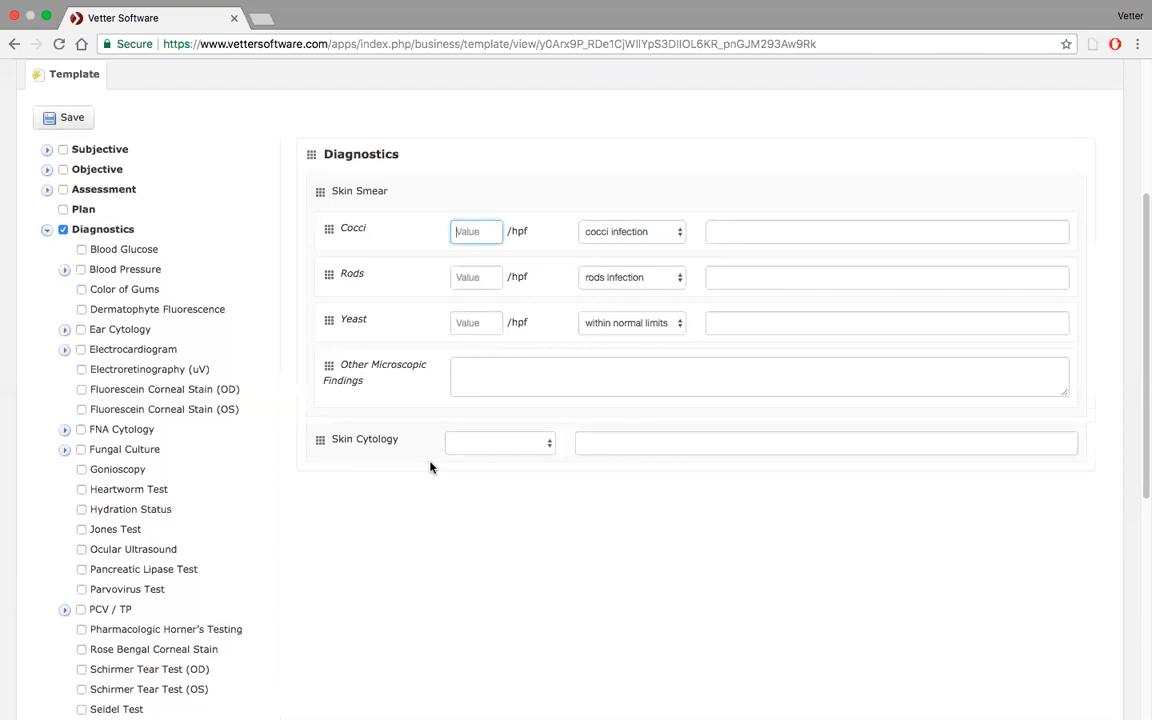 Vetter Software
Vetter
Secure https://www.vettersoftware.com/apps/index.php/business/template/view/y0Arx9P_RDe1CjWIlYpS3DIlOL6KR_pnGJM293Aw9Rk
Template
Save
Subjective
Objective
Assessment
Plan
Diagnostics
Blood Glucose
Blood Pressure
Color of Gums
Dermatophyte Fluorescence
Ear Cytology
Electrocardiogram
Electroretinography (uV)
Fluorescein Corneal Stain (OD)
Fluorescein Corneal Stain (OS)
FNA Cytology
Fungal Culture
Gonioscopy
Heartworm Test
Hydration Status
Jones Test
Ocular Ultrasound
Pancreatic Lipase Test
Parvovirus Test
PCV / TP
Pharmacologic Horner's Testing
Rose Bengal Corneal Stain
Schirmer Tear Test (OD)
Schirmer Tear Test (OS)
Seidel Test
Diagnostics
Skin Smear
Cocci Value /hpf cocci infection
Rods Value /hpf rods infection
Yeast Value /hpf within normal limits
Other Microscopic
Findings
Skin Cytology